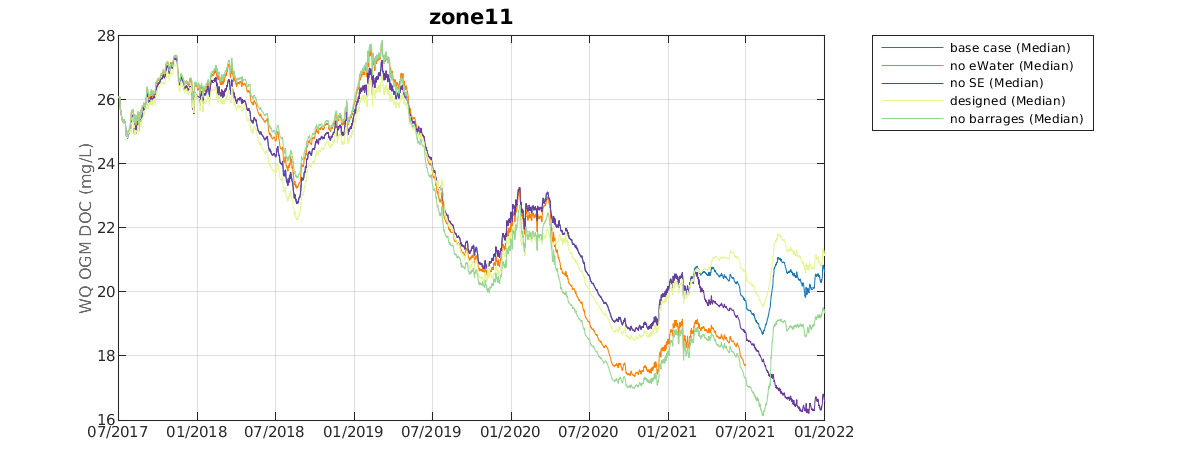 zone11
WQ OGM DOC (mg/L)
28
26
24
22
20
18
16
07/2017 01/2018 07/2018 01/2019 07/2019 01/2020 07/2020 01/2021 07/2021 01/2022
base case (Median)
no eWater (Median)
no SE (Median)
designed (Median)
no barrages (Median)